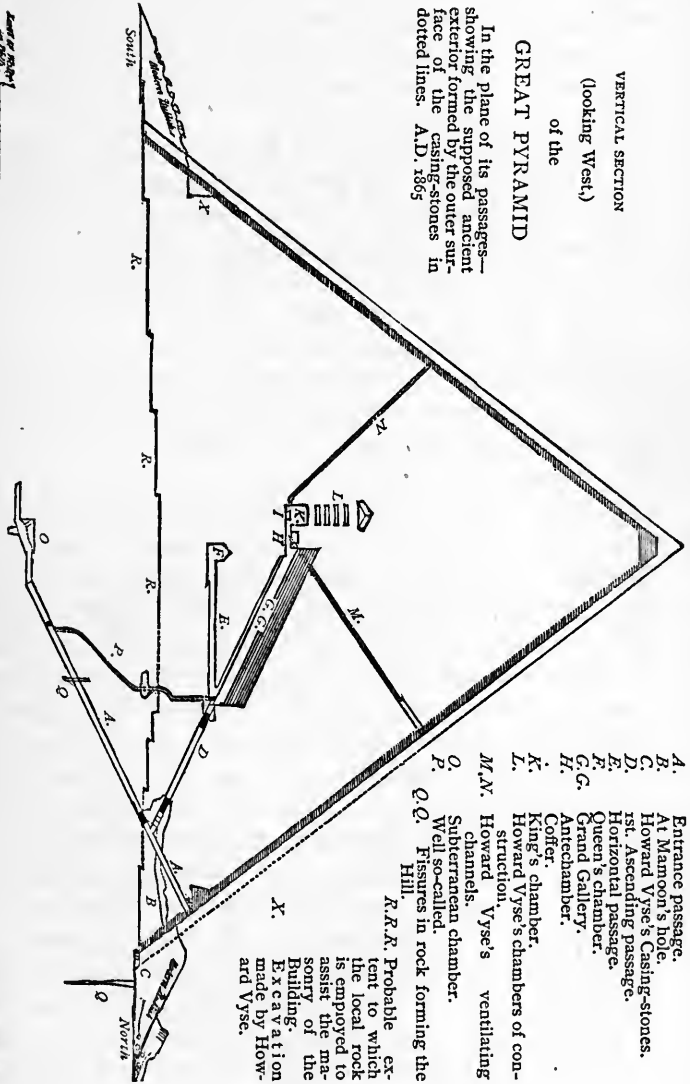 VERTICAL SECTION
(looking West,)
of the
GREAT PYRAMID
In the plane of its passages—
showing the supposed ancient
exterior formed by the outer sur-
face of the casing-stones in
dotted lines. A.D. 1865
A. Entrance passage.
B. At Mamoon's hole.
C. Howard Vyse's Casing-stones.
D. 1st. Ascending passage.
E. Horizontal passage.
F. Queen's chamber.
G.G. Grand Gallery.
H. Antechamber.
Coffer.
K. King's chamber.
L. Howard Vyse's chambers of con-
struction.
M,N. Howard Vyse's ventilating
channels.
O. Subterranean chamber.
P. Well so-called.
Q.Q. Fissures in rock forming the
Hill.
R.R.R. Probable ex-
tent to which
the local rock
is employed to
assist the ma-
sonry of the
Building.
X. Excavation
made by How-
ard Vyse.
South
Modern Rubbish
X
R.
R.
R.
R.
N.
L
K
I
H
G.G.
M.
F
E.
D
O
P.
Q
A.
A.
B
C
Q
North